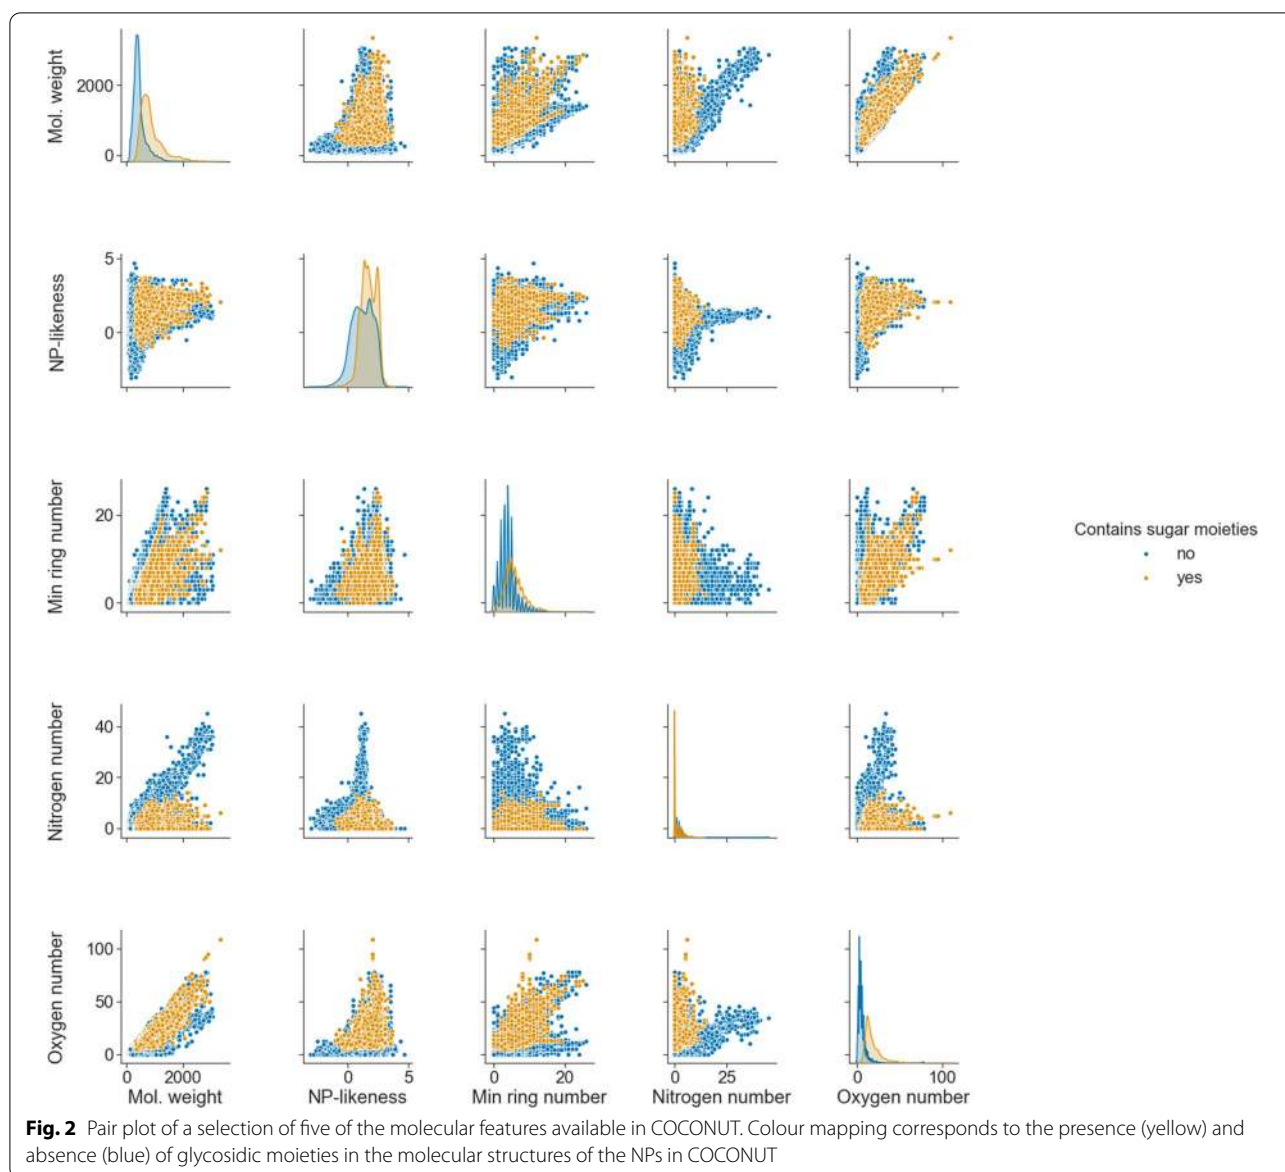 Mol. weight
2000
0
NP-likeness
5
0
Min ring number
20
0
Contains sugar moieties
no
yes
Nitrogen number
40
20
0
Oxygen number
100
50
0
0 2000 0 5 0 20 0 25 0 100
Mol. weight NP-likeness Min ring number Nitrogen number Oxygen number
Fig. 2 Pair plot of a selection of five of the molecular features available in COCONUT. Colour mapping corresponds to the presence (yellow) and
absence (blue) of glycosidic moieties in the molecular structures of the NPs in COCONUT